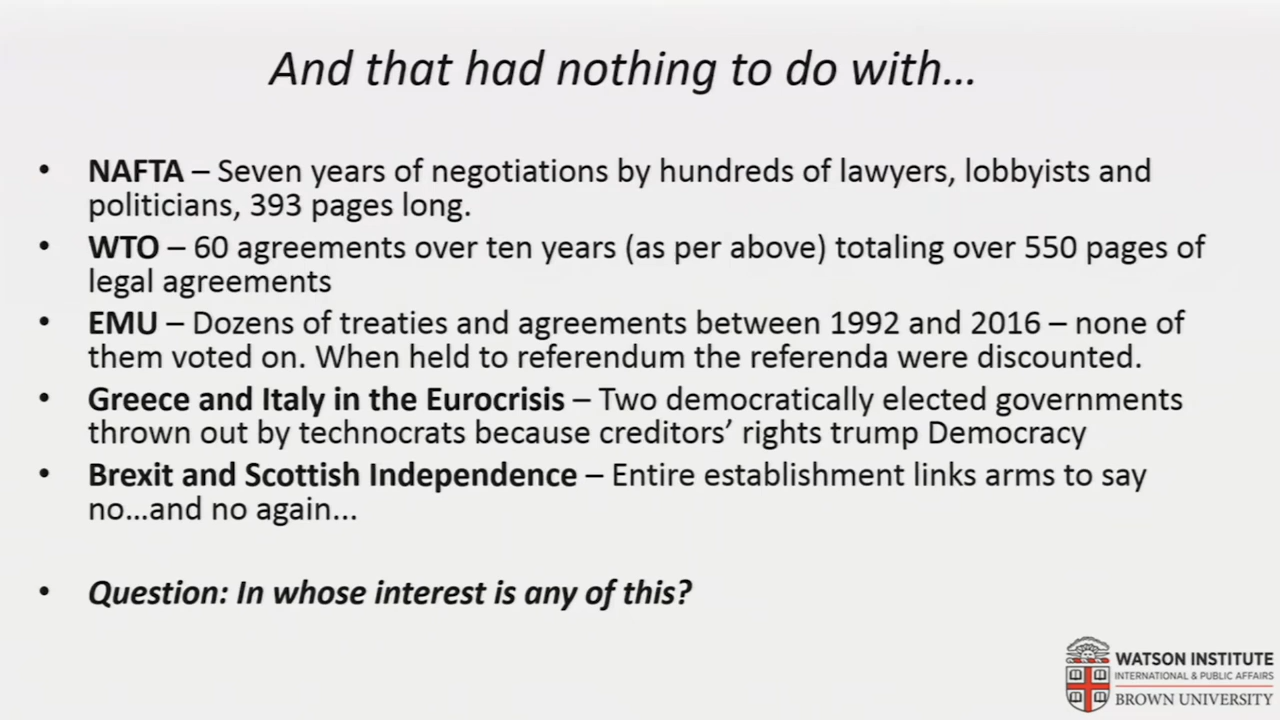 And that had nothing to do with…
• NAFTA – Seven years of negotiations by hundreds of lawyers, lobbyists and
politicians, 393 pages long.
• WTO – 60 agreements over ten years (as per above) totaling over 550 pages of
legal agreements
• EMU – Dozens of treaties and agreements between 1992 and 2016 – none of
them voted on. When held to referendum the referenda were discounted.
• Greece and Italy in the Eurocrisis – Two democratically elected governments
thrown out by technocrats because creditors’ rights trump Democracy
• Brexit and Scottish Independence – Entire establishment links arms to say
no…and no again…
• Question: In whose interest is any of this?
WATSON INSTITUTE
INTERNATIONAL & PUBLIC AFFAIRS
BROWN UNIVERSITY